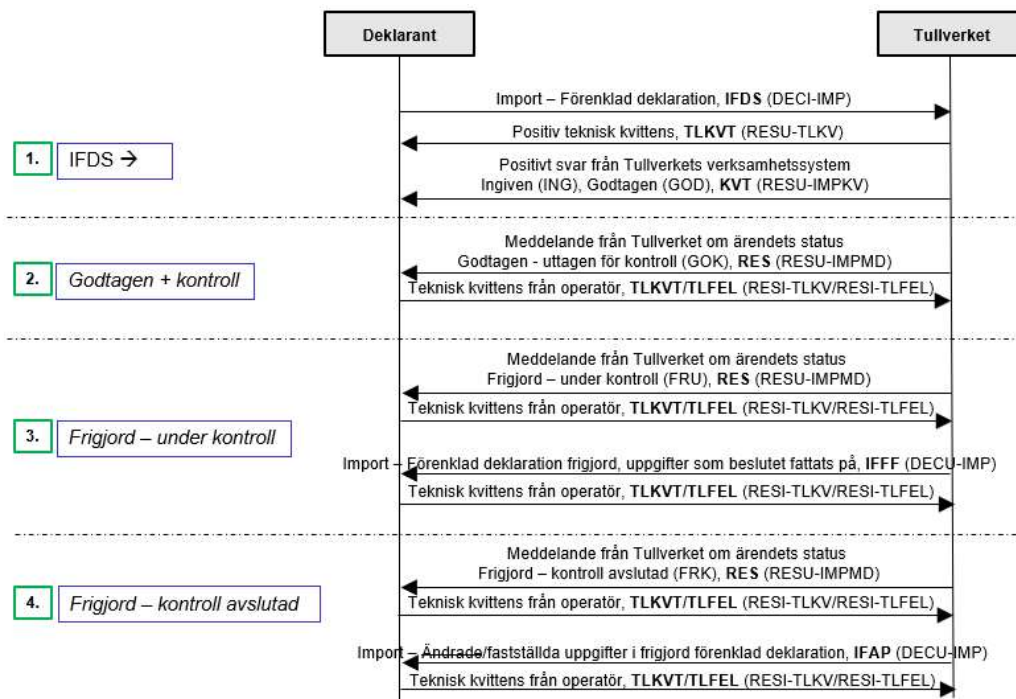 Deklarant
Tullverket
Import – Förenklad deklaration, IFDS (DECI-IMP)
Positiv teknisk kvittens, TLKVT (RESU-TLKV)
1. IFDS →
Positivt svar från Tullverkets verksamhetssystem
Ingiven (ING), Godtagen (GOD), KVT (RESU-IMPKV)
Meddelande från Tullverket om ärendets status
2. Godtagen + kontroll
Godtagen - uttagen för kontroll (GOK), RES (RESU-IMPMD)
Teknisk kvittens från operatör, TLKVT/TLFEL (RESI-TLKV/RESI-TLFEL)
Meddelande från Tullverket om ärendets status
Frigjord – under kontroll (FRU), RES (RESU-IMPMD)
Teknisk kvittens från operatör, TLKVT/TLFEL (RESI-TLKV/RESI-TLFEL)
3. Frigjord – under kontroll
Import – Förenklad deklaration frigjord, uppgifter som beslutet fattats på, IFFF (DECU-IMP)
Teknisk kvittens från operatör, TLKVT/TLFEL (RESI-TLKV/RESI-TLFEL)
Meddelande från Tullverket om ärendets status
Frigjord – kontroll avslutad (FRK), RES (RESU-IMPMD)
4. Frigjord – kontroll avslutad
Teknisk kvittens från operatör, TLKVT/TLFEL (RESI-TLKV/RESI-TLFEL)
Import – Ändrade/fastställda uppgifter i frigjord förenklad deklaration, IFAP (DECU-IMP)
Teknisk kvittens från operatör, TLKVT/TLFEL (RESI-TLKV/RESI-TLFEL)